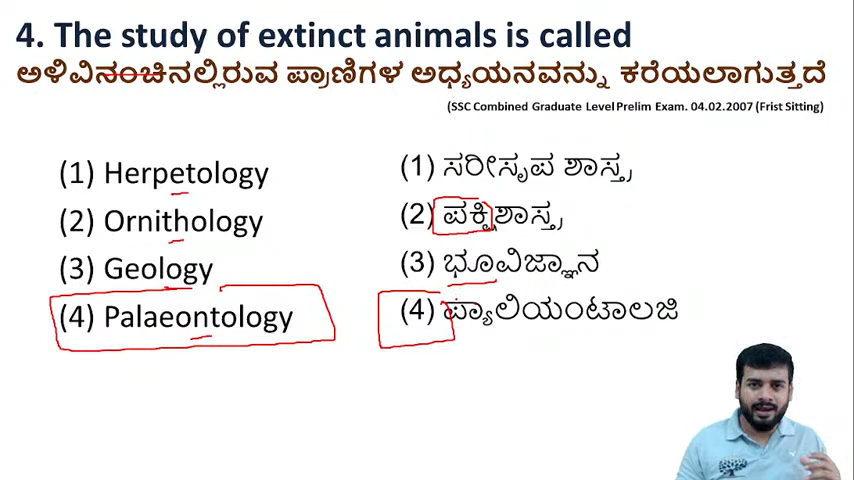 4. The study of extinct animals is called
ಅಳಿವಿನಂಚಿನಲ್ಲಿರುವ ಪ್ರಾಣಿಗಳ ಅಧ್ಯಯನವನ್ನು ಕರೆಯಲಾಗುತ್ತದೆ
(SSC Combined Graduate Level Prelim Exam. 04.02.2007 (Frist Sitting)
(1) Herpetology
(2) Ornithology
(3) Geology
(4) Palaeontology
(1) ಸರೀಸೃಪ ಶಾಸ್ತ್ರ
(2) ಪಕ್ಷಿಶಾಸ್ತ್ರ
(3) ಭೂವಿಜ್ಞಾನ
(4) ಪ್ಯಾಲಿಯಂಟಾಲಜಿ